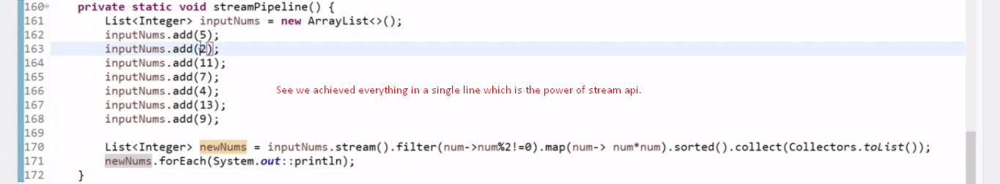 160 private static void streamPipeline() {
161 List<Integer> inputNums = new ArrayList<>();
162 inputNums.add(5);
163 inputNums.add(2);
164 inputNums.add(11);
165 inputNums.add(7);
166 inputNums.add(4); See we achieved everything in a single line which is the power of stream api.
167 inputNums.add(13);
168 inputNums.add(9);
169
170 List<Integer> newNums = inputNums.stream().filter(num->num%2!=0).map(num-> num*num).sorted().collect(Collectors.toList());
171 newNums.forEach(System.out::println);
172 }